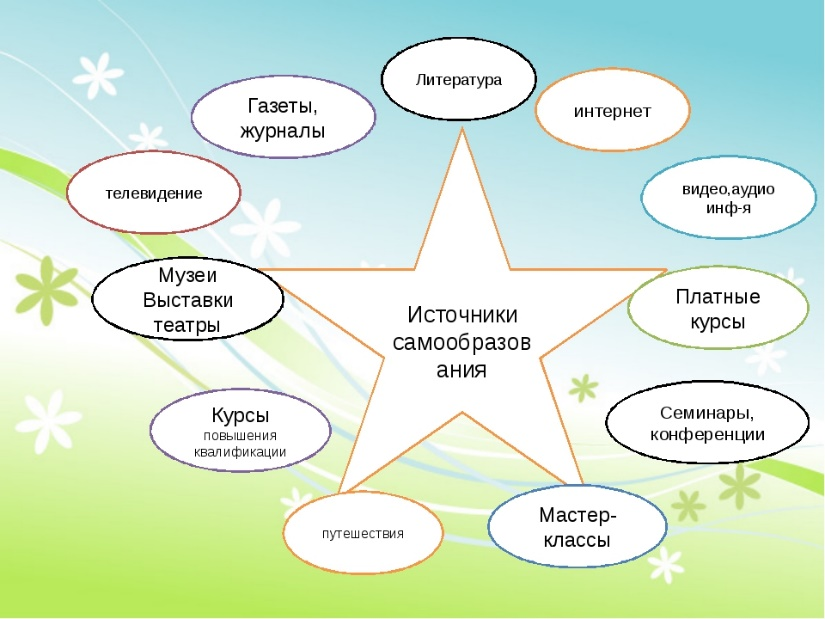 Литература
интернет
Газеты,
журналы
видео,аудио
инф-я
телевидение
Музеи
Выставки
театры
Платные
курсы
Источники
самообразов
ания
Курсы
повышения
квалификации
Семинары,
конференции
путешествия
Мастер-
классы